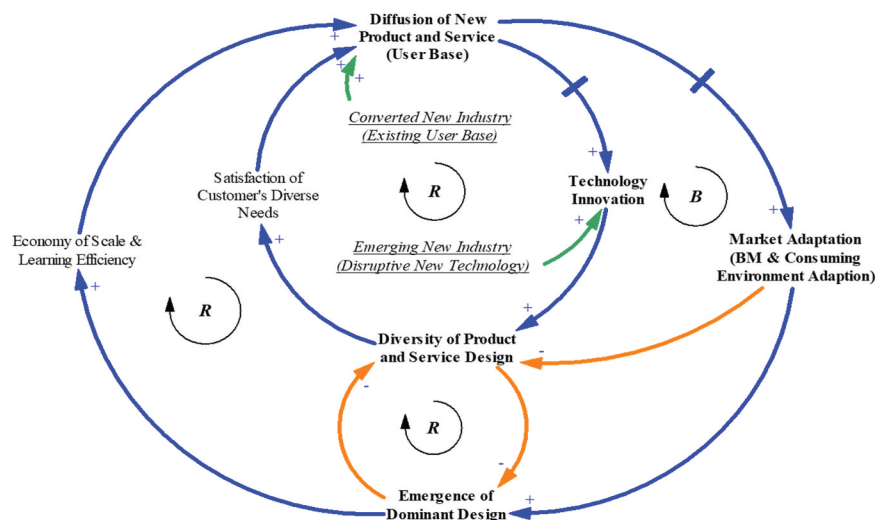 Diffusion of New
Product and Service
(User Base)
+
+
+
+
Converted New Industry
(Existing User Base)
R
Satisfaction of
Customer's Diverse
Needs
+
Technology
Innovation
B
+
+
Economy of Scale &
Learning Efficiency
+
+
Emerging New Industry
(Disruptive New Technology)
Market Adaptation
(BM & Consuming
Environment Adaption)
R
+
Diversity of Product
and Service Design
-
-
R
-
Emergence of
Dominant Design
+